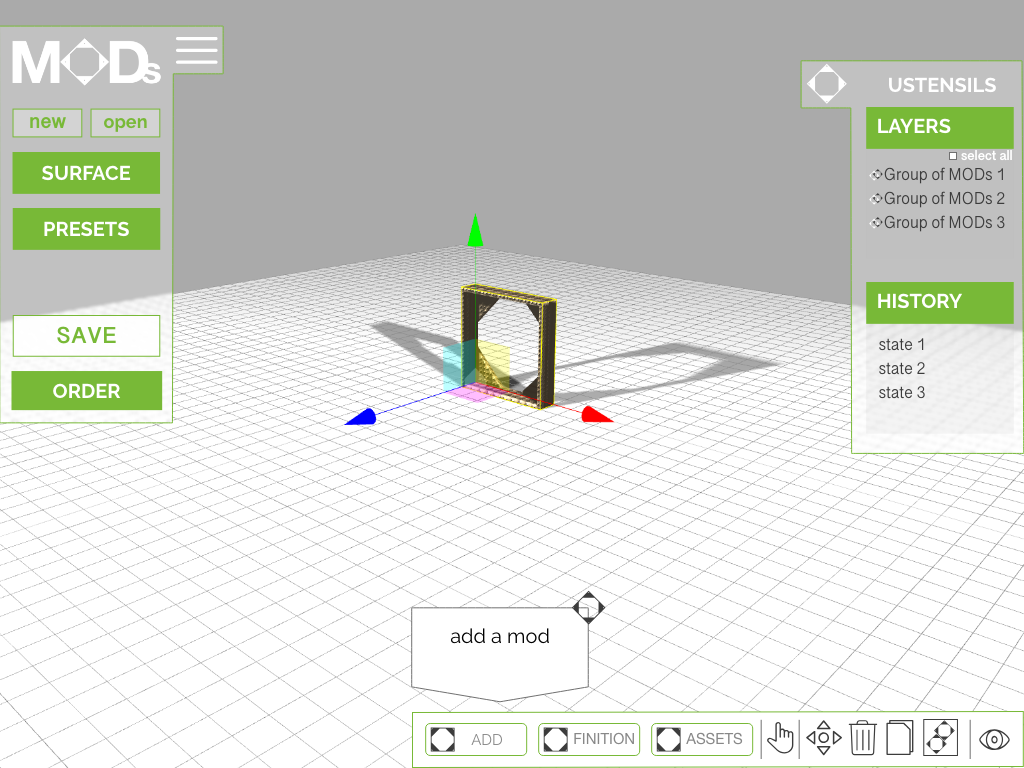 MODs
new open
SURFACE
PRESETS
SAVE
ORDER
USTENSILS
LAYERS
select all
Group of MODs 1
Group of MODs 2
Group of MODs 3
HISTORY
state 1
state 2
state 3
add a mod
ADD FINITION ASSETS